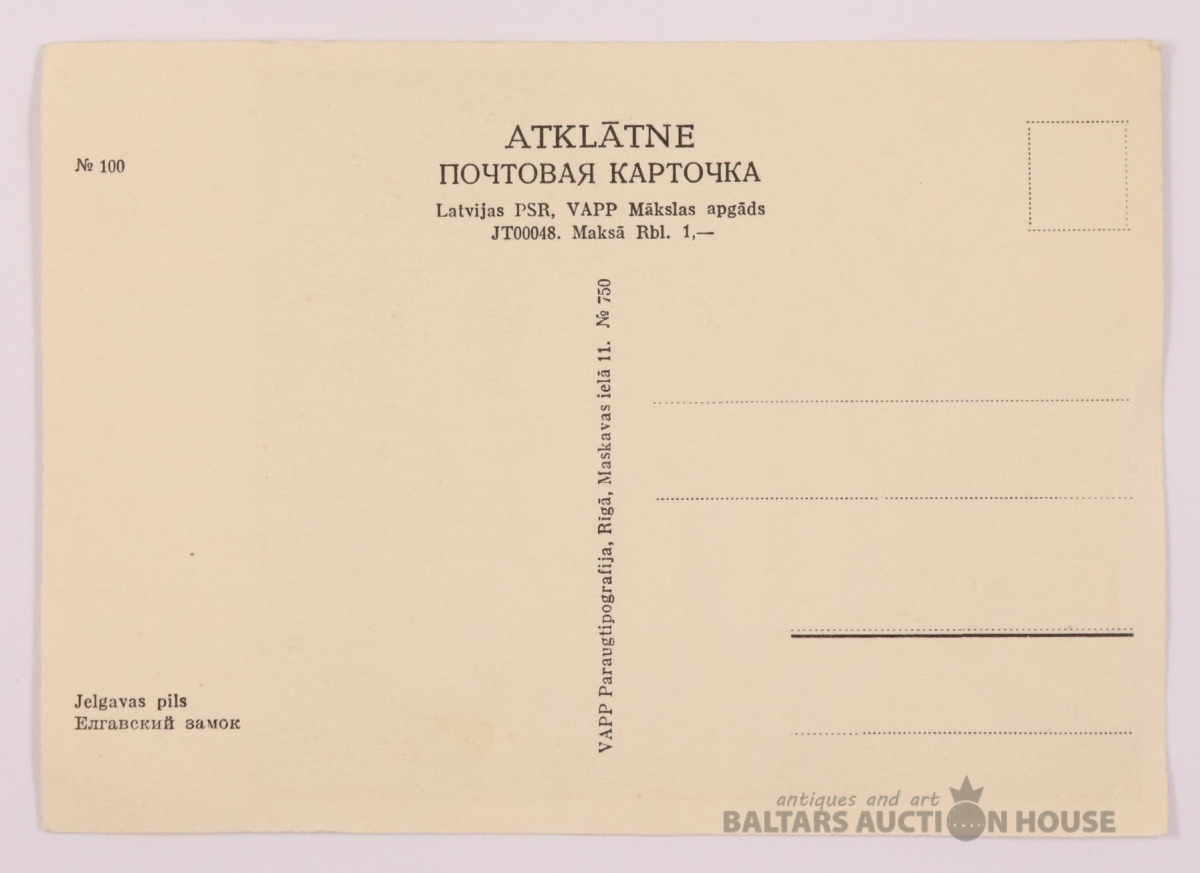 ATKLĀTNE
ПОЧТОВАЯ КАРТОЧКА
Latvijas PSR, VAPP Mākslas apgāds
JT00048. Maksā Rbl. 1,—
№ 100
VAPP Paraugtipografija, Rīgā, Maskavas ielā 11. № 750
Jelgavas pils
Елгавский замок
antiques and art
BALTARS AUCTION HOUSE